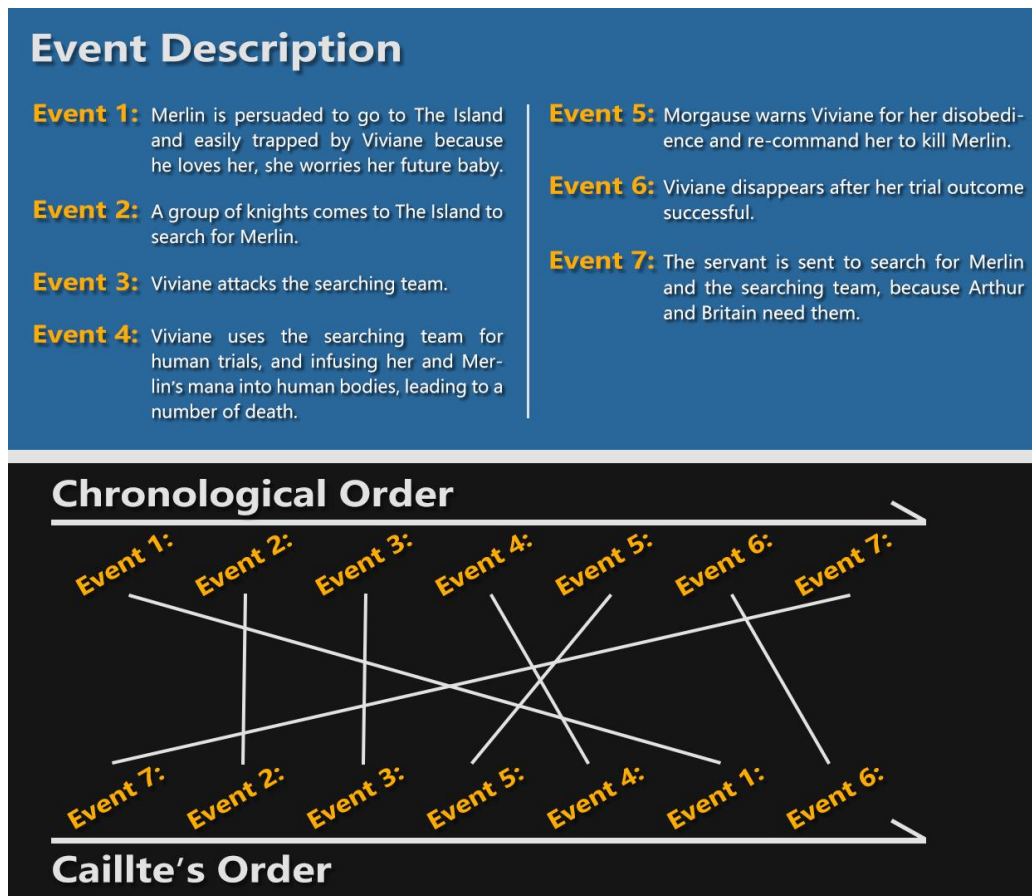 Event Description
Event 1: Merlin is persuaded to go to The Island
and easily trapped by Viviane because
he loves her, she worries her future baby.
Event 2: A group of knights comes to The Island to
search for Merlin.
Event 3: Viviane attacks the searching team.
Event 4: Viviane uses the searching team for
human trials, and infusing her and Mer-
lin's mana into human bodies, leading to a
number of death.
Event 5: Morgause warns Viviane for her disobedi-
ence and re-command her to kill Merlin.
Event 6: Viviane disappears after her trial outcome
successful.
Event 7: The servant is sent to search for Merlin
and the searching team, because Arthur
and Britain need them.
Chronological Order
Event 1: Event 2: Event 3: Event 4: Event 5: Event 6: Event 7:
Event 7: Event 2: Event 3: Event 5: Event 4: Event 1: Event 6:
Caillte's Order